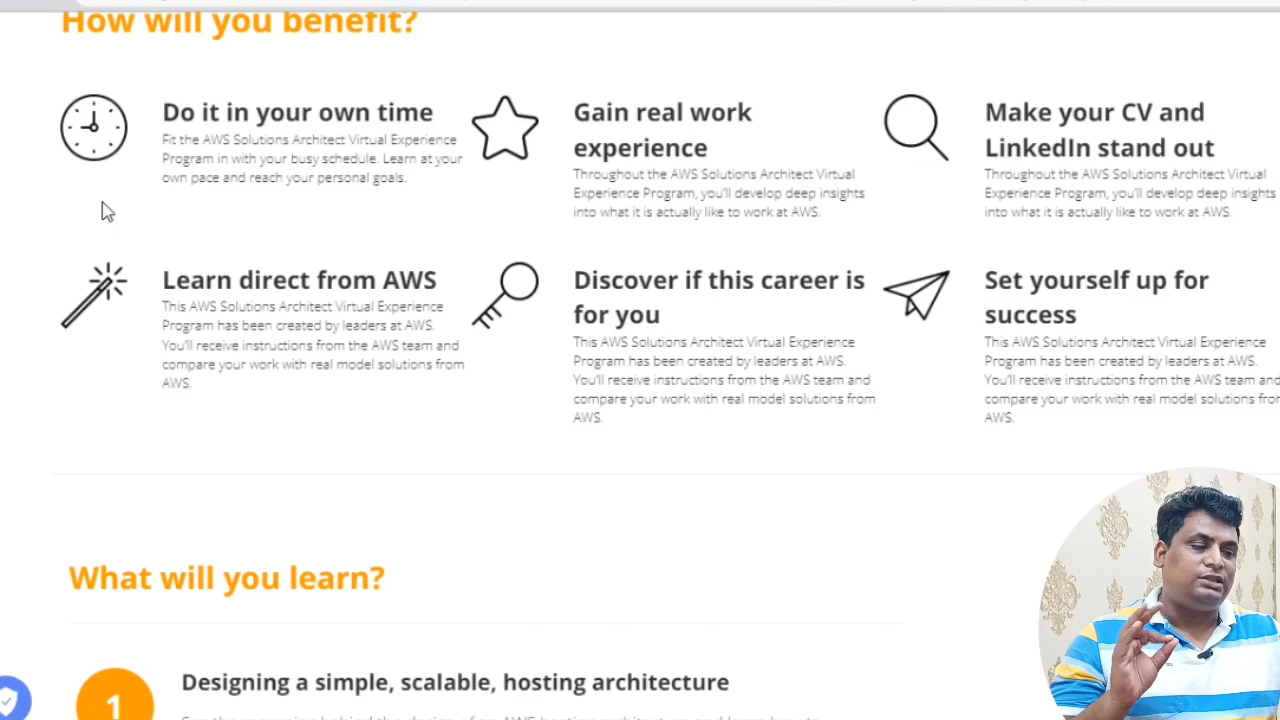 How will you benefit?
Do it in your own time
Fit the AWS Solutions Architect Virtual Experience
Program in with your busy schedule. Learn at your
own pace and reach your personal goals.
Gain real work
experience
Throughout the AWS Solutions Architect Virtual
Experience Program, you'll develop deep insights
into what it is actually like to work at AWS.
Make your CV and
LinkedIn stand out
Throughout the AWS Solutions Architect Virtual
Experience Program, you'll develop deep insights
into what it is actually like to work at AWS.
Learn direct from AWS
This AWS Solutions Architect Virtual Experience
Program has been created by leaders at AWS.
You'll receive instructions from the AWS team and
compare your work with real model solutions from
AWS.
Discover if this career is
for you
This AWS Solutions Architect Virtual Experience
Program has been created by leaders at AWS.
You'll receive instructions from the AWS team and
compare your work with real model solutions from
AWS.
Set yourself up for
success
This AWS Solutions Architect Virtual Experience
Program has been created by leaders at AWS.
You'll receive instructions from the AWS team and
compare your work with real model solutions from
AWS.
What will you learn?
1
Designing a simple, scalable, hosting architecture